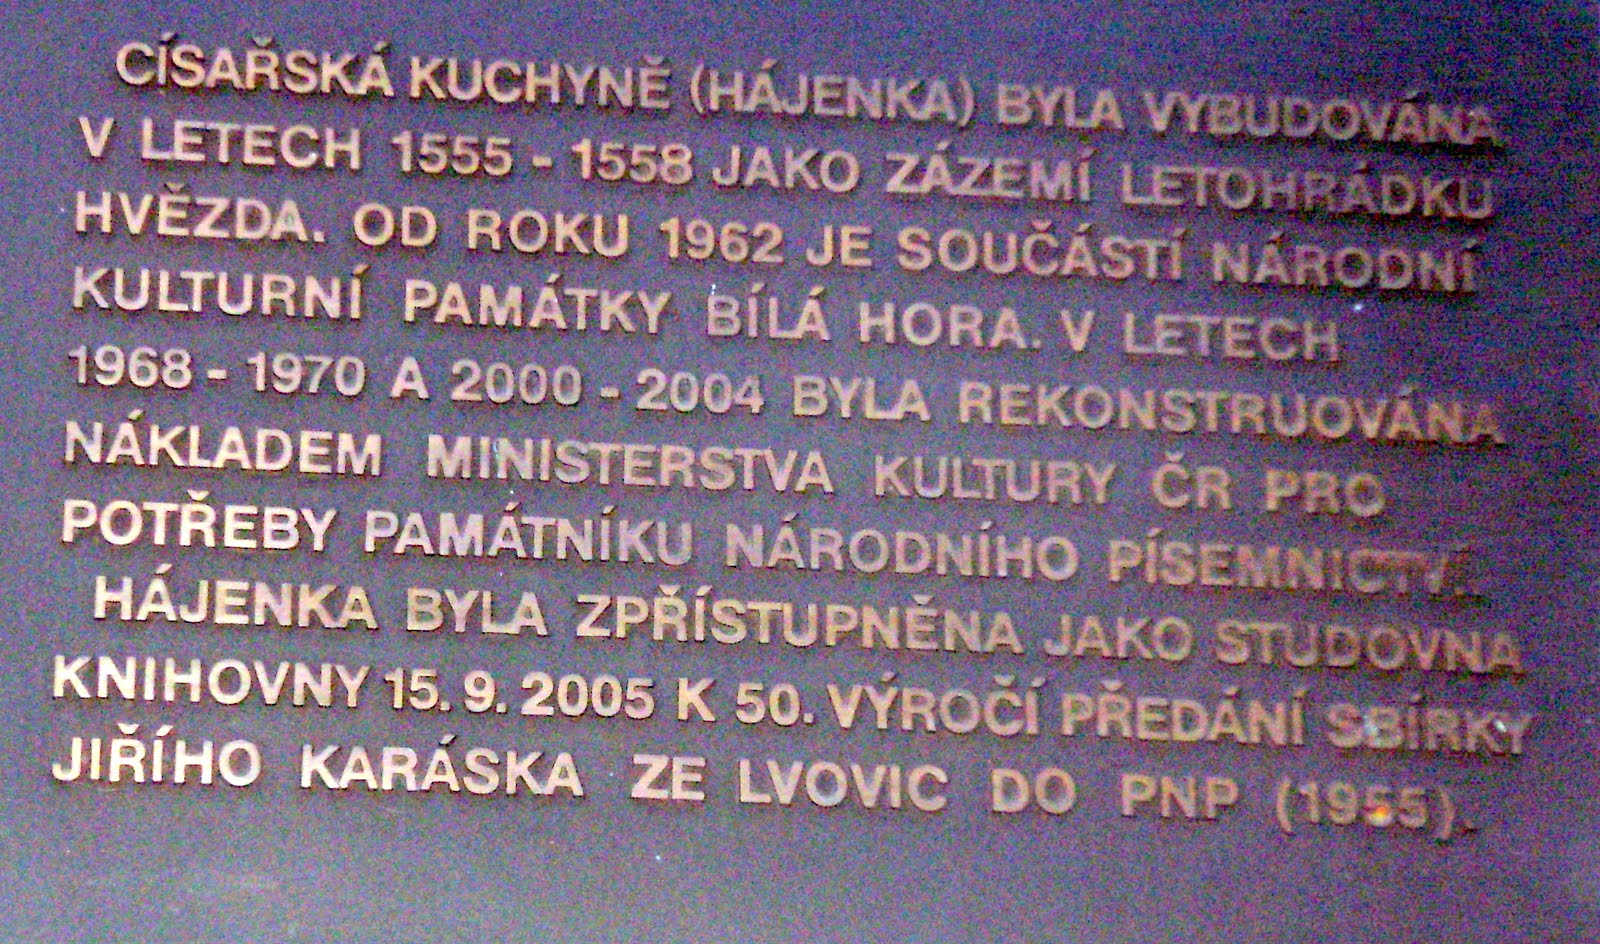 CÍSAŘSKÁ KUCHYNĚ (HÁJENKA) BYLA VYBUDOVÁNA
V LETECH 1555 - 1558 JAKO ZÁZEMÍ LETOHRÁDKU
HVĚZDA. OD ROKU 1962 JE SOUČÁSTÍ NÁRODNÍ
KULTURNÍ PAMÁTKY BÍLÁ HORA. V LETECH
1968 - 1970 A 2000 - 2004 BYLA REKONSTRUOVÁNA
NÁKLADEM MINISTERSTVA KULTURY ČR PRO
POTŘEBY PAMÁTNÍKU NÁRODNÍHO PÍSEMNICTVÍ.
HÁJENKA BYLA ZPŘÍSTUPNĚNA JAKO STUDOVNA
KNIHOVNY 15. 9. 2005 K 50. VÝROČÍ PŘEDÁNÍ SBÍRKY
JIŘÍHO KARÁSKA ZE LVOVIC DO PNP (1955).